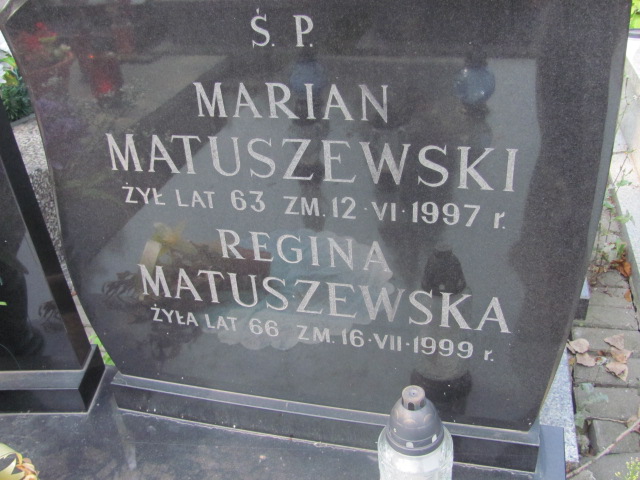 Ś. P.
MARIAN
MATUSZEWSKI
ŻYŁ LAT 63 ZM. 12·VI·1997 r.
REGINA
MATUSZEWSKA
ŻYŁA LAT 66 ZM. 16·VII·1999 r.